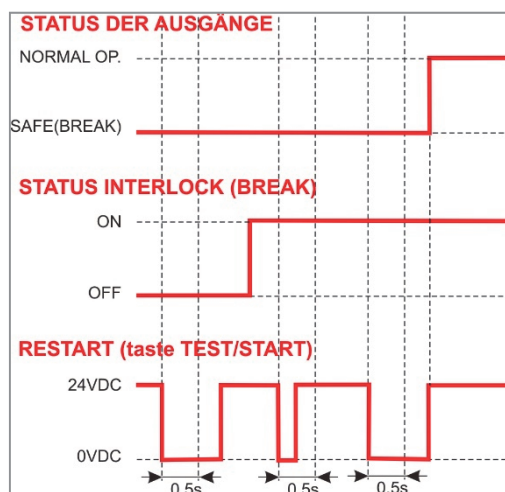 STATUS DER AUSGÄNGE
NORMAL OP.
SAFE(BREAK)
STATUS INTERLOCK (BREAK)
ON
OFF
RESTART (taste TEST/START)
24VDC
0VDC
0.5s 0.5s 0.5s